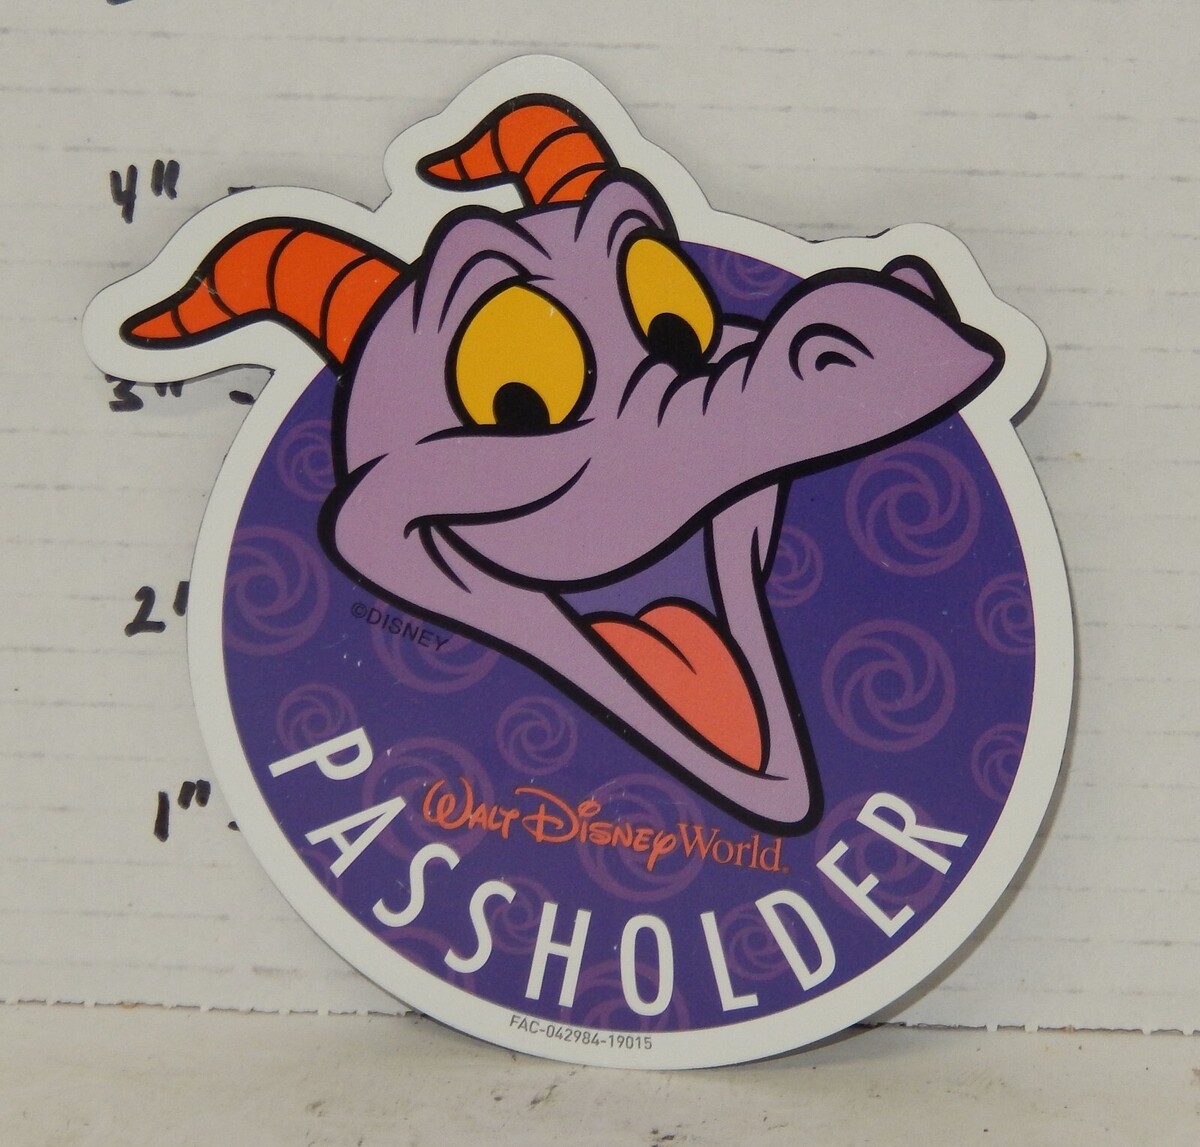 4"
3"
2"
1"
©DISNEY
Walt Disney World.
PASSHOLDER
FAC-042984-19015